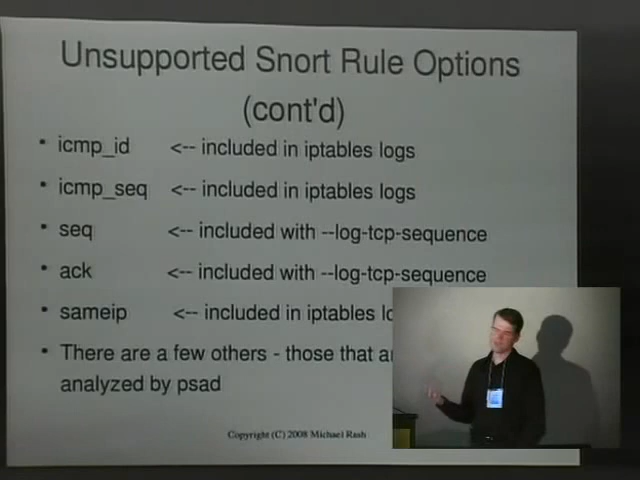 Unsupported Snort Rule Options
(cont'd)
• icmp_id <-- included in iptables logs
• icmp_seq <-- included in iptables logs
• seq <-- included with --log-tcp-sequence
• ack <-- included with --log-tcp-sequence
• sameip <-- included in iptables
• There are a few others - those that
analyzed by psad
Copyright (C) 2008 Michael Rash